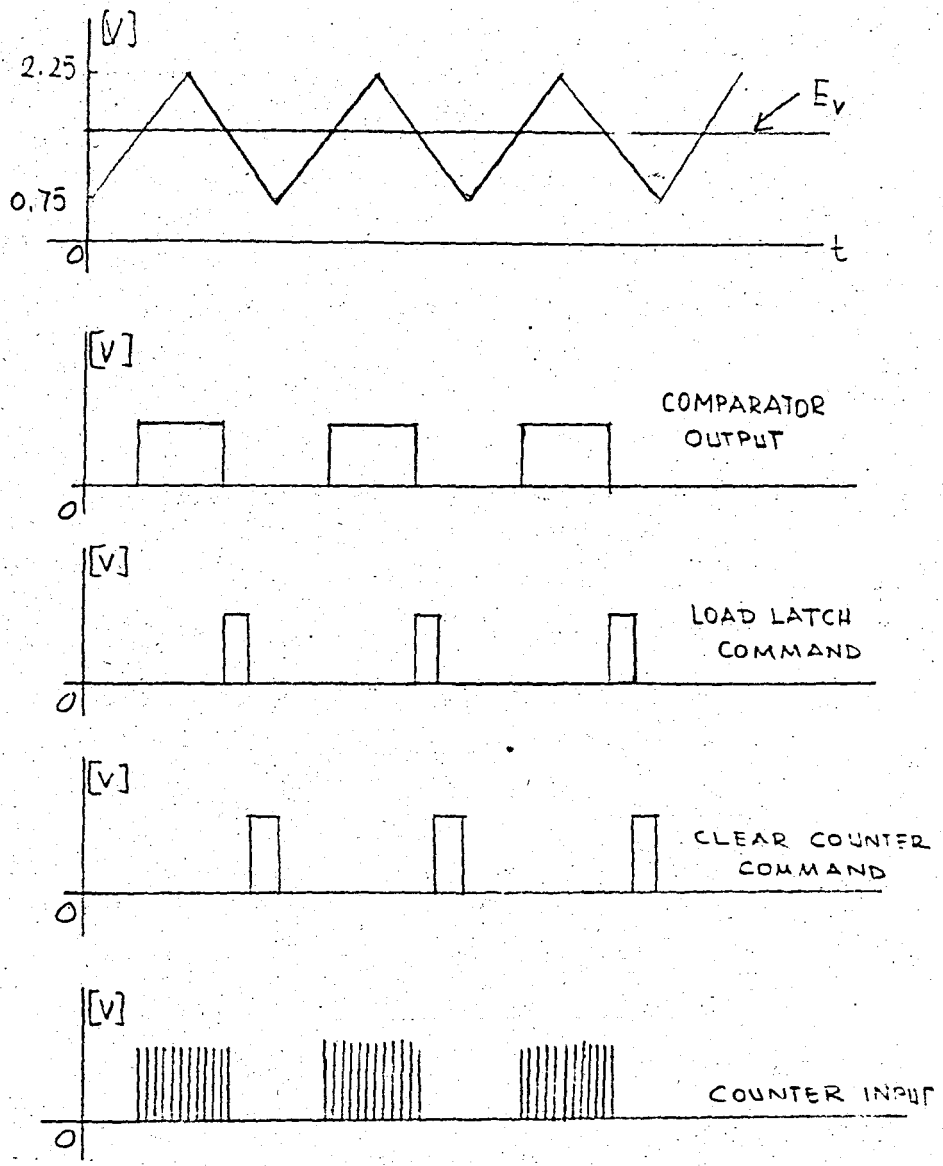 [V]
2.25
Ev
0.75
0
t
[V]
COMPARATOR
OUTPUT
0
[V]
LOAD LATCH
COMMAND
0
[V]
CLEAR COUNTER
COMMAND
0
[V]
COUNTER INPUT
0